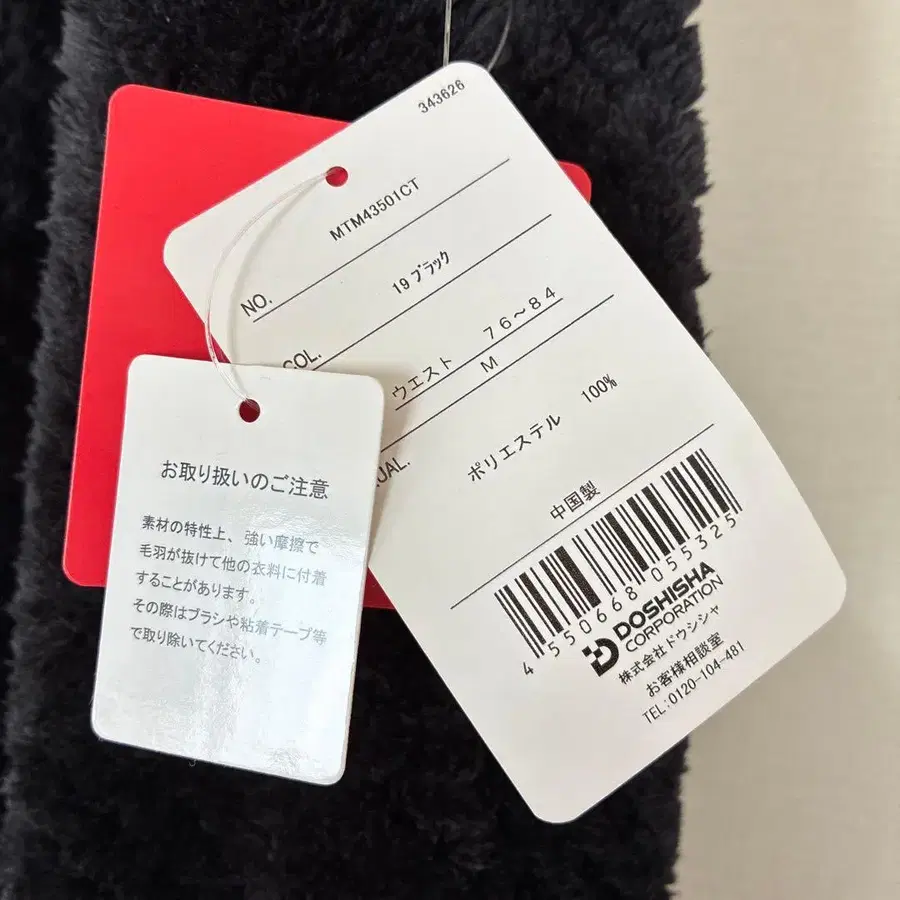 343626
NO. MTM43501CT
COL. 19 ブラック
ウエスト 76~84
M
UAL. ポリエステル 100%
中国製
4 550668 055325
DOSHISHA
CORPORATION
株式会社ドウシシャ
お客様相談室
TEL:0120-104-481
お取り扱いのご注意
素材の特性上、強い摩擦で
毛羽が抜けて他の衣料に付着
することがあります。
その際はブラシや粘着テープ等
で取り除いてください。